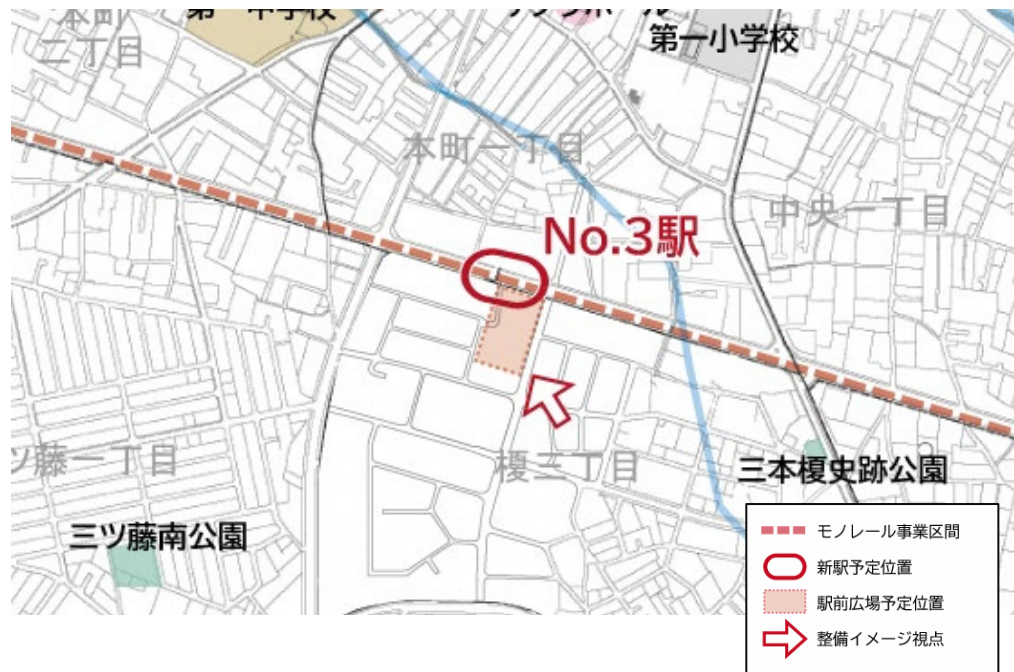 本町
二丁目
第一小学校
本町一丁目
中央一丁目
No.3駅
ツ藤一丁目
榎三丁目
三本榎史跡公園
三ツ藤南公園
モノレール事業区間
新駅予定位置
駅前広場予定位置
整備イメージ視点